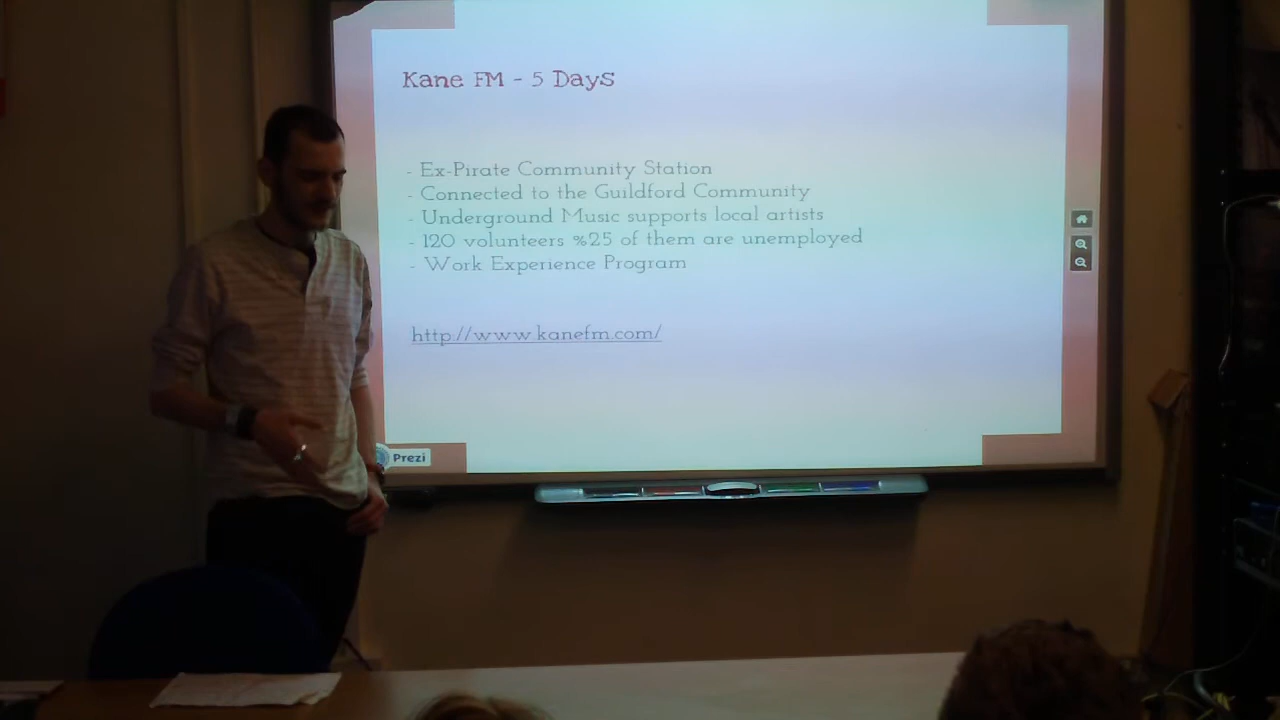 Kane FM - 5 Days
- Ex-Pirate Community Station
- Connected to the Guildford Community
- Underground Music supports local artists
- 120 volunteers %25 of them are unemployed
- Work Experience Program
http://www.kanefm.com/
Prezi